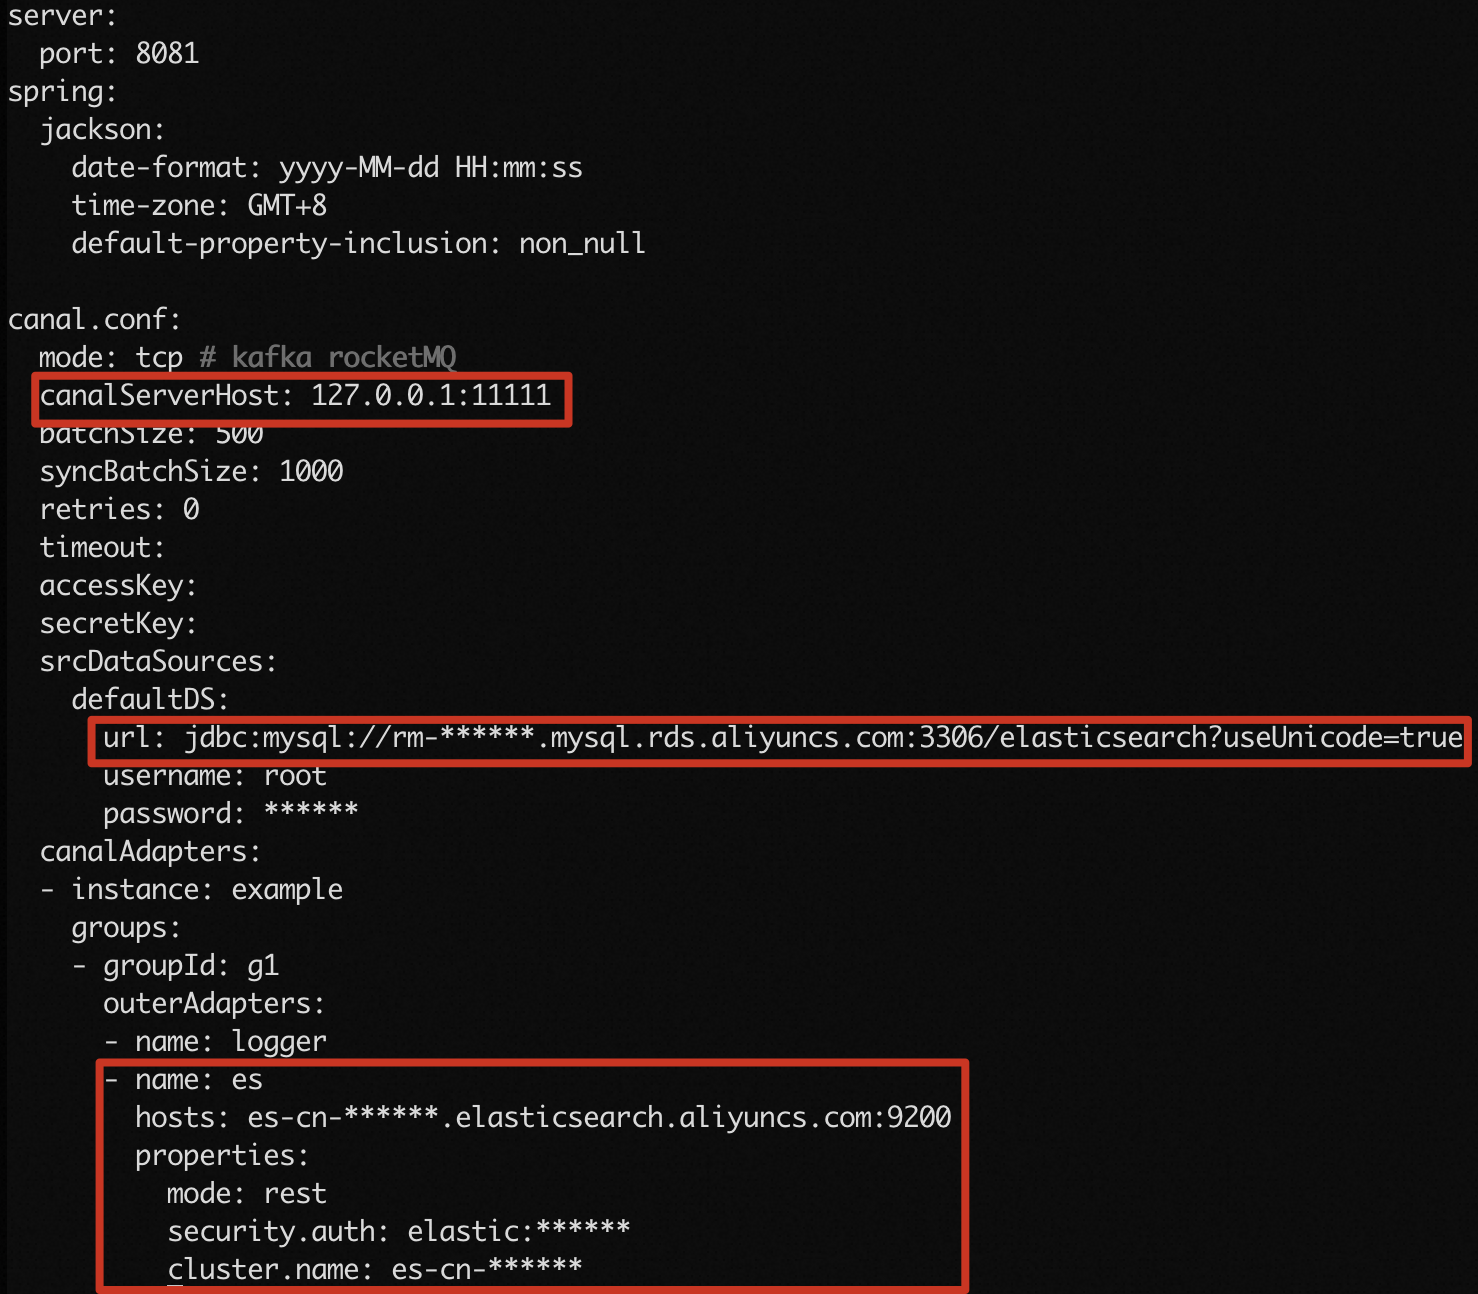 server:
  port: 8081
spring:
  jackson:
    date-format: yyyy-MM-dd HH:mm:ss
    time-zone: GMT+8
    default-property-inclusion: non_null

canal.conf:
  mode: tcp # kafka rocketMQ
  canalServerHost: 127.0.0.1:11111
  batchSize: 500
  syncBatchSize: 1000
  retries: 0
  timeout:
  accessKey:
  secretKey:
  srcDataSources:
    defaultDS:
      url: jdbc:mysql://rm-******.mysql.rds.aliyuncs.com:3306/elasticsearch?useUnicode=true
      username: root
      password: ******
  canalAdapters:
  - instance: example
    groups:
    - groupId: g1
      outerAdapters:
      - name: logger
      - name: es
        hosts: es-cn-******.elasticsearch.aliyuncs.com:9200
        properties:
          mode: rest
          security.auth: elastic:******
          cluster.name: es-cn-******